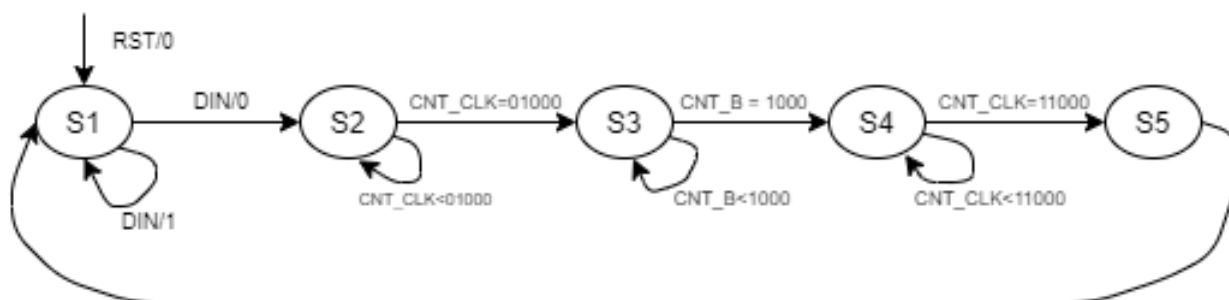 RST/0
S1
DIN/0
S2
CNT_CLK=01000
S3
CNT_B = 1000
S4
CNT_CLK=11000
S5
DIN/1
CNT_CLK<01000
CNT_B<1000
CNT_CLK<11000